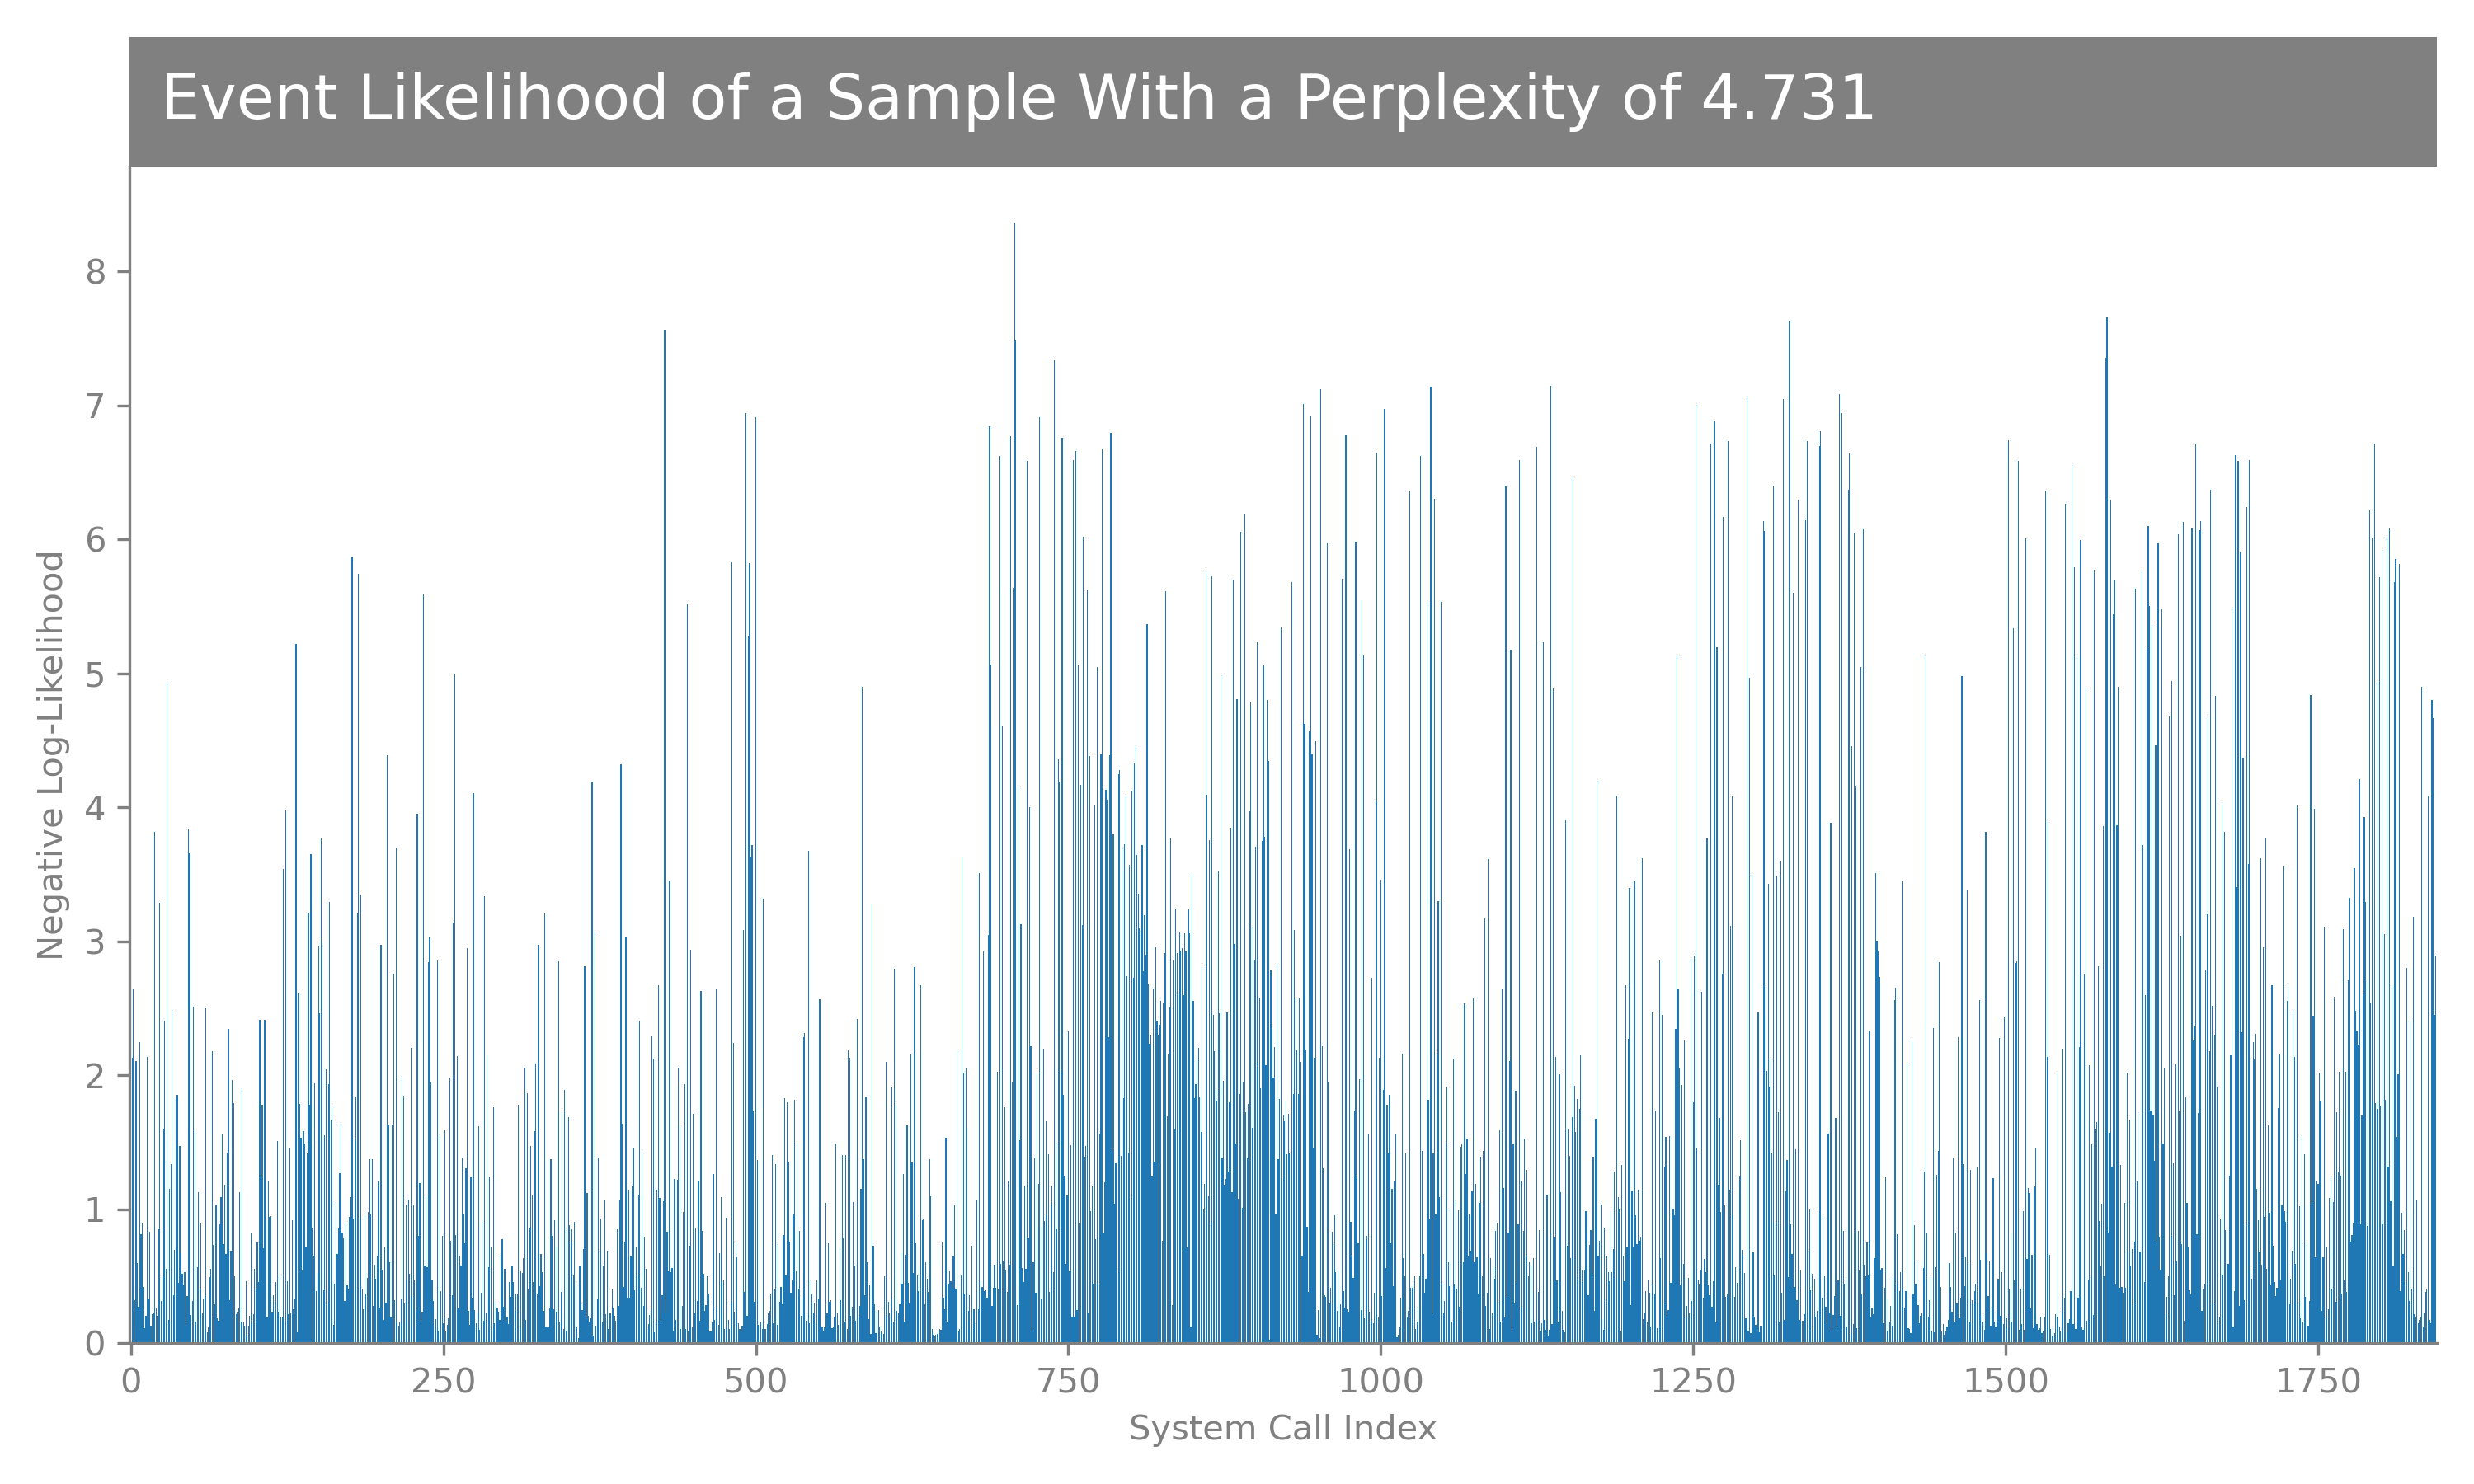 Event Likelihood of a Sample With a Perplexity of 4.731
Negative Log-Likelihood
8
7
6
5
4
3
2
1
0
0 250 500 750 1000 1250 1500 1750
System Call Index